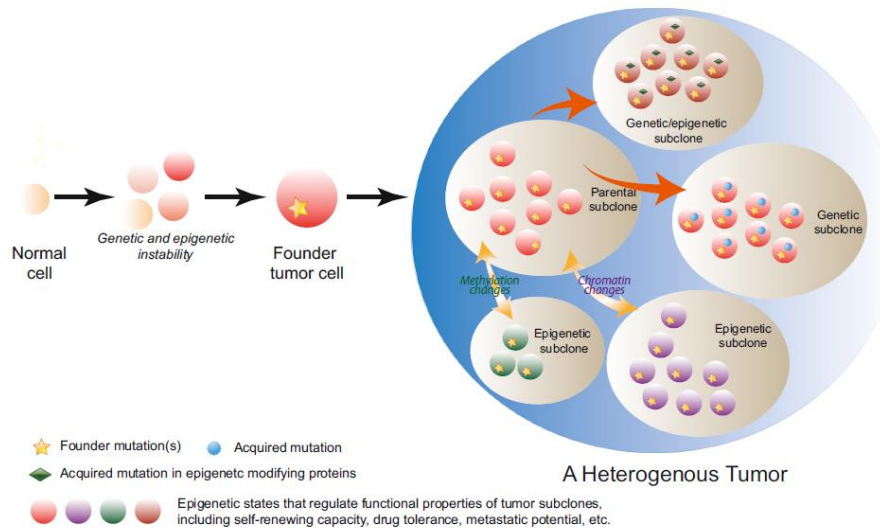 Normal
cell
Genetic and epigenetic
instability
Founder
tumor cell
Genetic/epigenetic
subclone
Parental
subclone
Genetic
subclone
Methylation
changes
Chromatin
changes
Epigenetic
subclone
Epigenetic
subclone
A Heterogenous Tumor
Founder mutation(s)
Acquired mutation
Acquired mutation in epigenetc modifying proteins
Epigenetic states that regulate functional properties of tumor subclones,
including self-renewing capacity, drug tolerance, metastatic potential, etc.